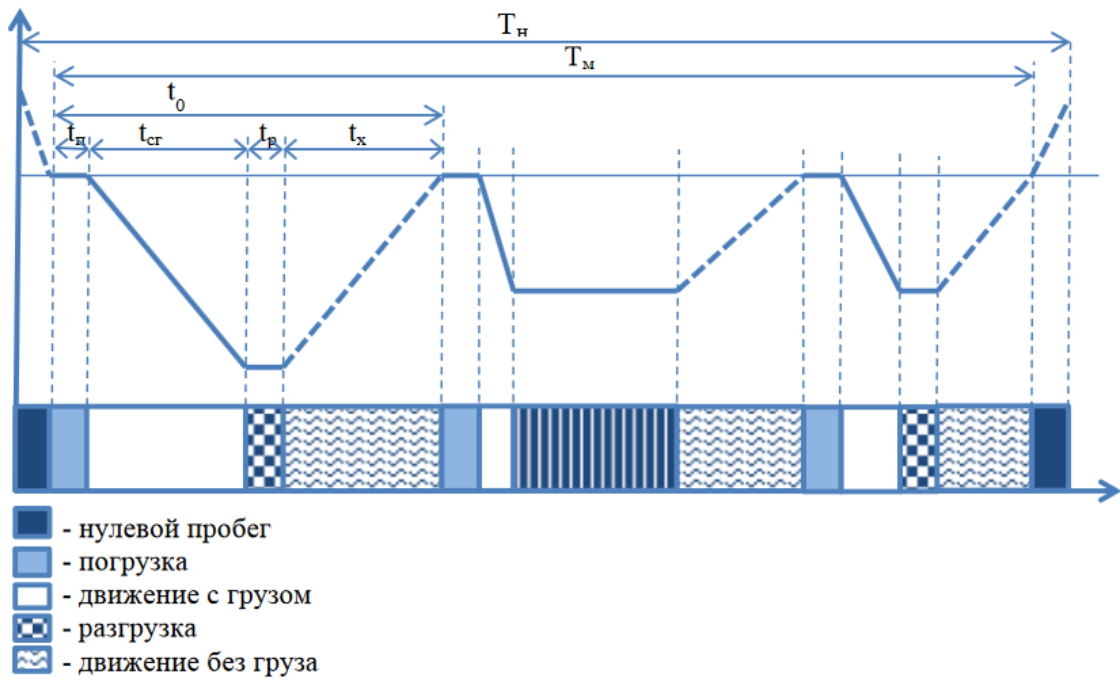 Tн
Tм
t0
tп
tсг
tр
tх
- нулевой пробег
- погрузка
- движение с грузом
- разгрузка
- движение без груза